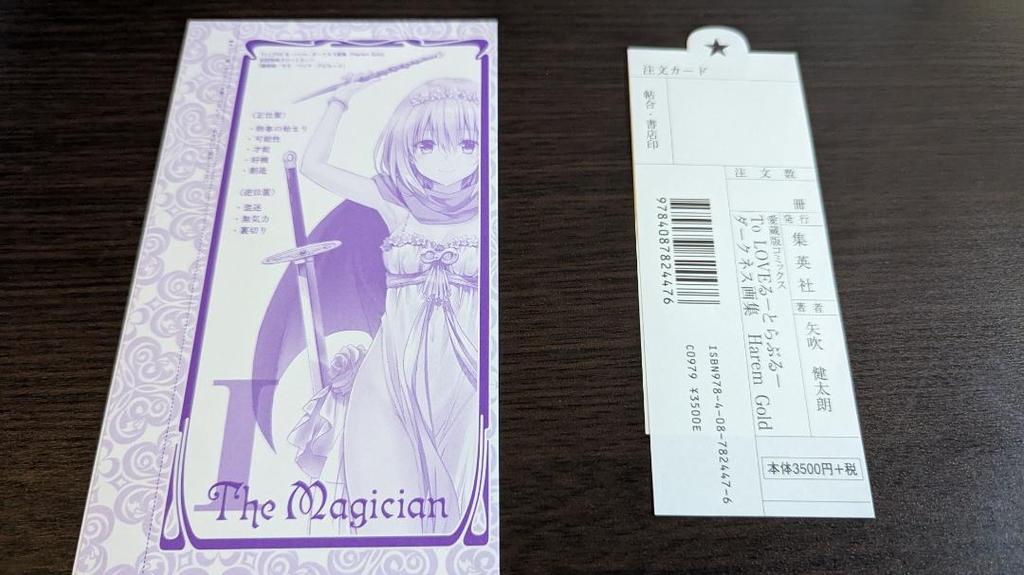 〈正位置〉
・物事の始まり
・可能性
・才能
・好機
・創造
〈逆位置〉
・混迷
・無気力
・裏切り
I
The Magician
注文カード
帖合・書店印
注文数
冊
発行
集英社
著者
矢吹 健太朗
愛蔵版コミックス
To LOVEるーとらぶるー
ダークネス画集 Harem Gold
9784087824476
ISBN978-4-08-782447-6
C0979 ¥3500E
本体3500円+税